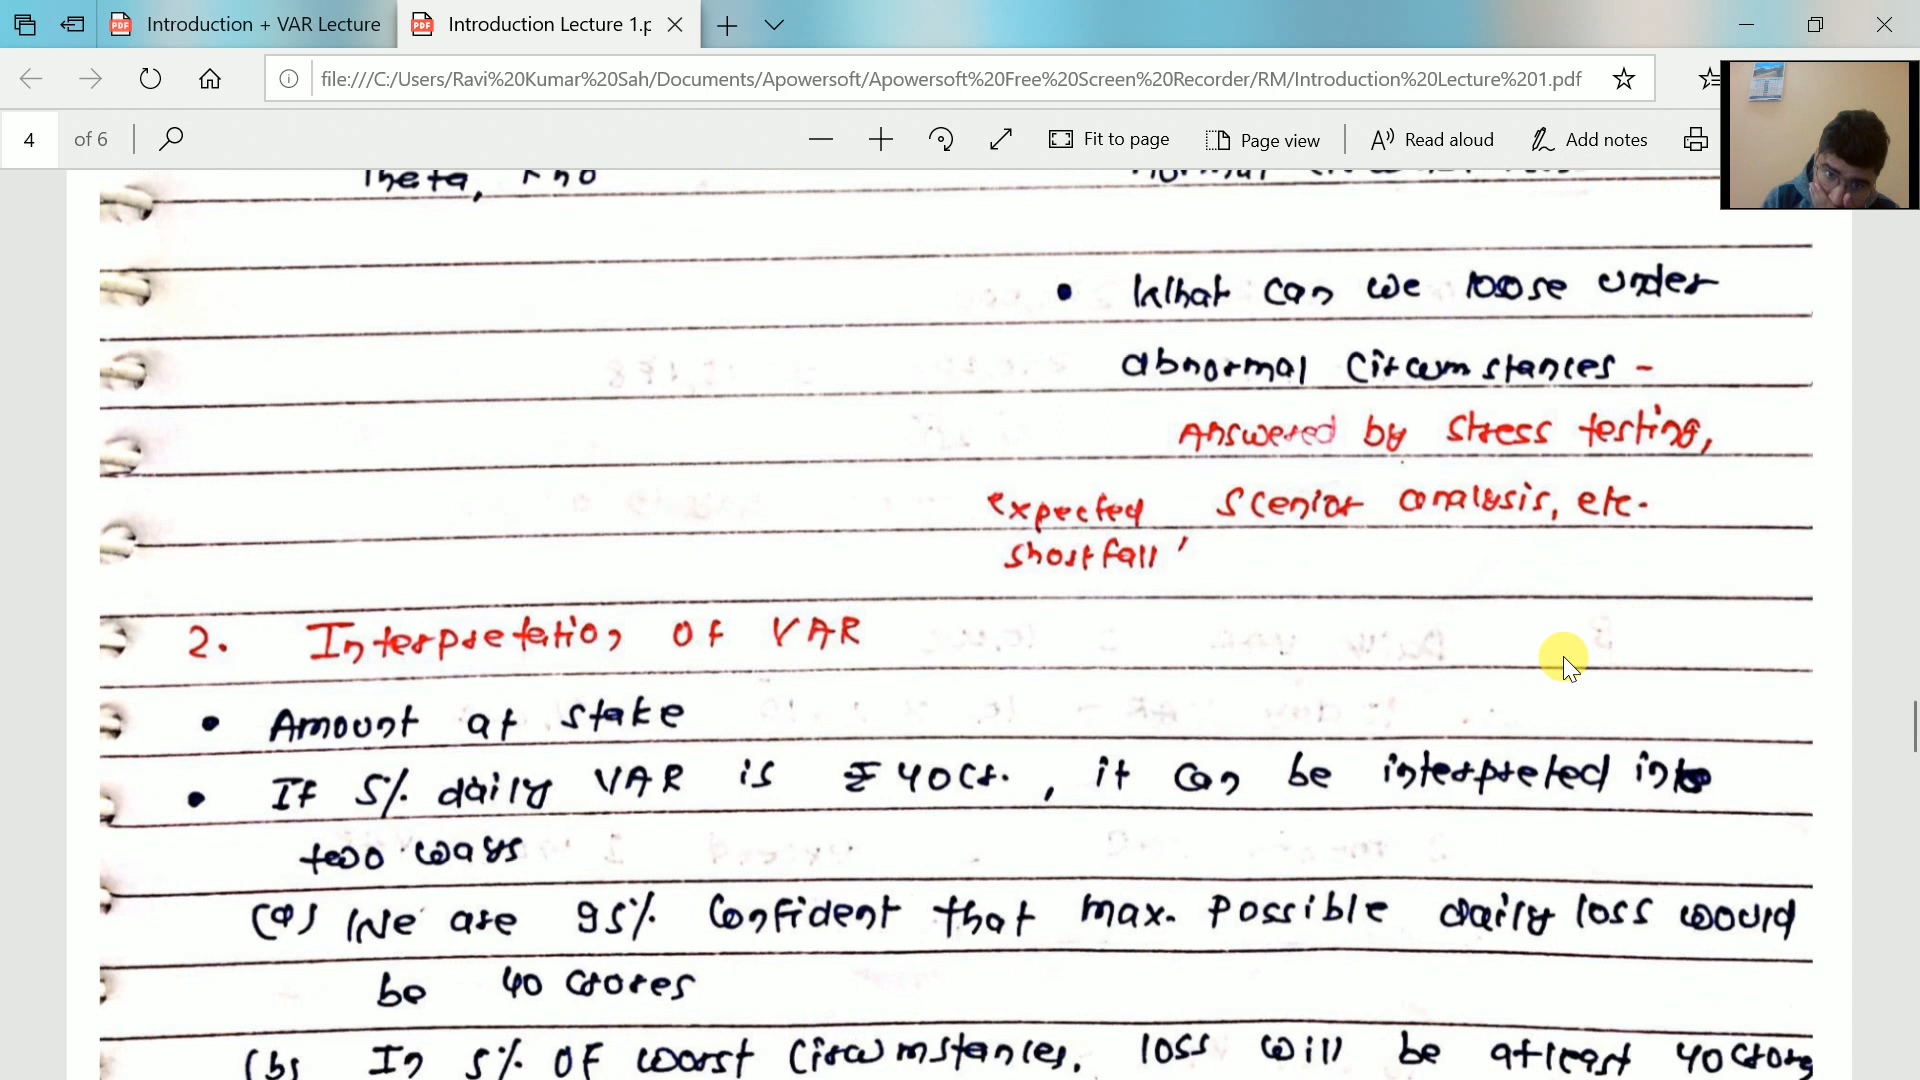 Introduction + VAR Lecture
Introduction Lecture 1.p
file:///C:/Users/Ravi%20Kumar%20Sah/Documents/Apowersoft/Apowersoft%20Free%20Screen%20Recorder/RM/Introduction%20Lecture%201.pdf
4 of 6
Fit to page
Page view
Read aloud
Add notes
Theta, Rho
• What can we loose under
abnormal circumstances -
Answered by stress testing,
expected scenior analysis, etc.
shortfall
2. Interpretation of VAR
• Amount at stake
• If 5% daily VAR is ₹ 40 cr., it can be interpreted into
two ways
(a) We are 95% confident that max. possible daily loss would
be 40 crores
(b) In 5% of worst circumstances, loss will be atleast 40 crore